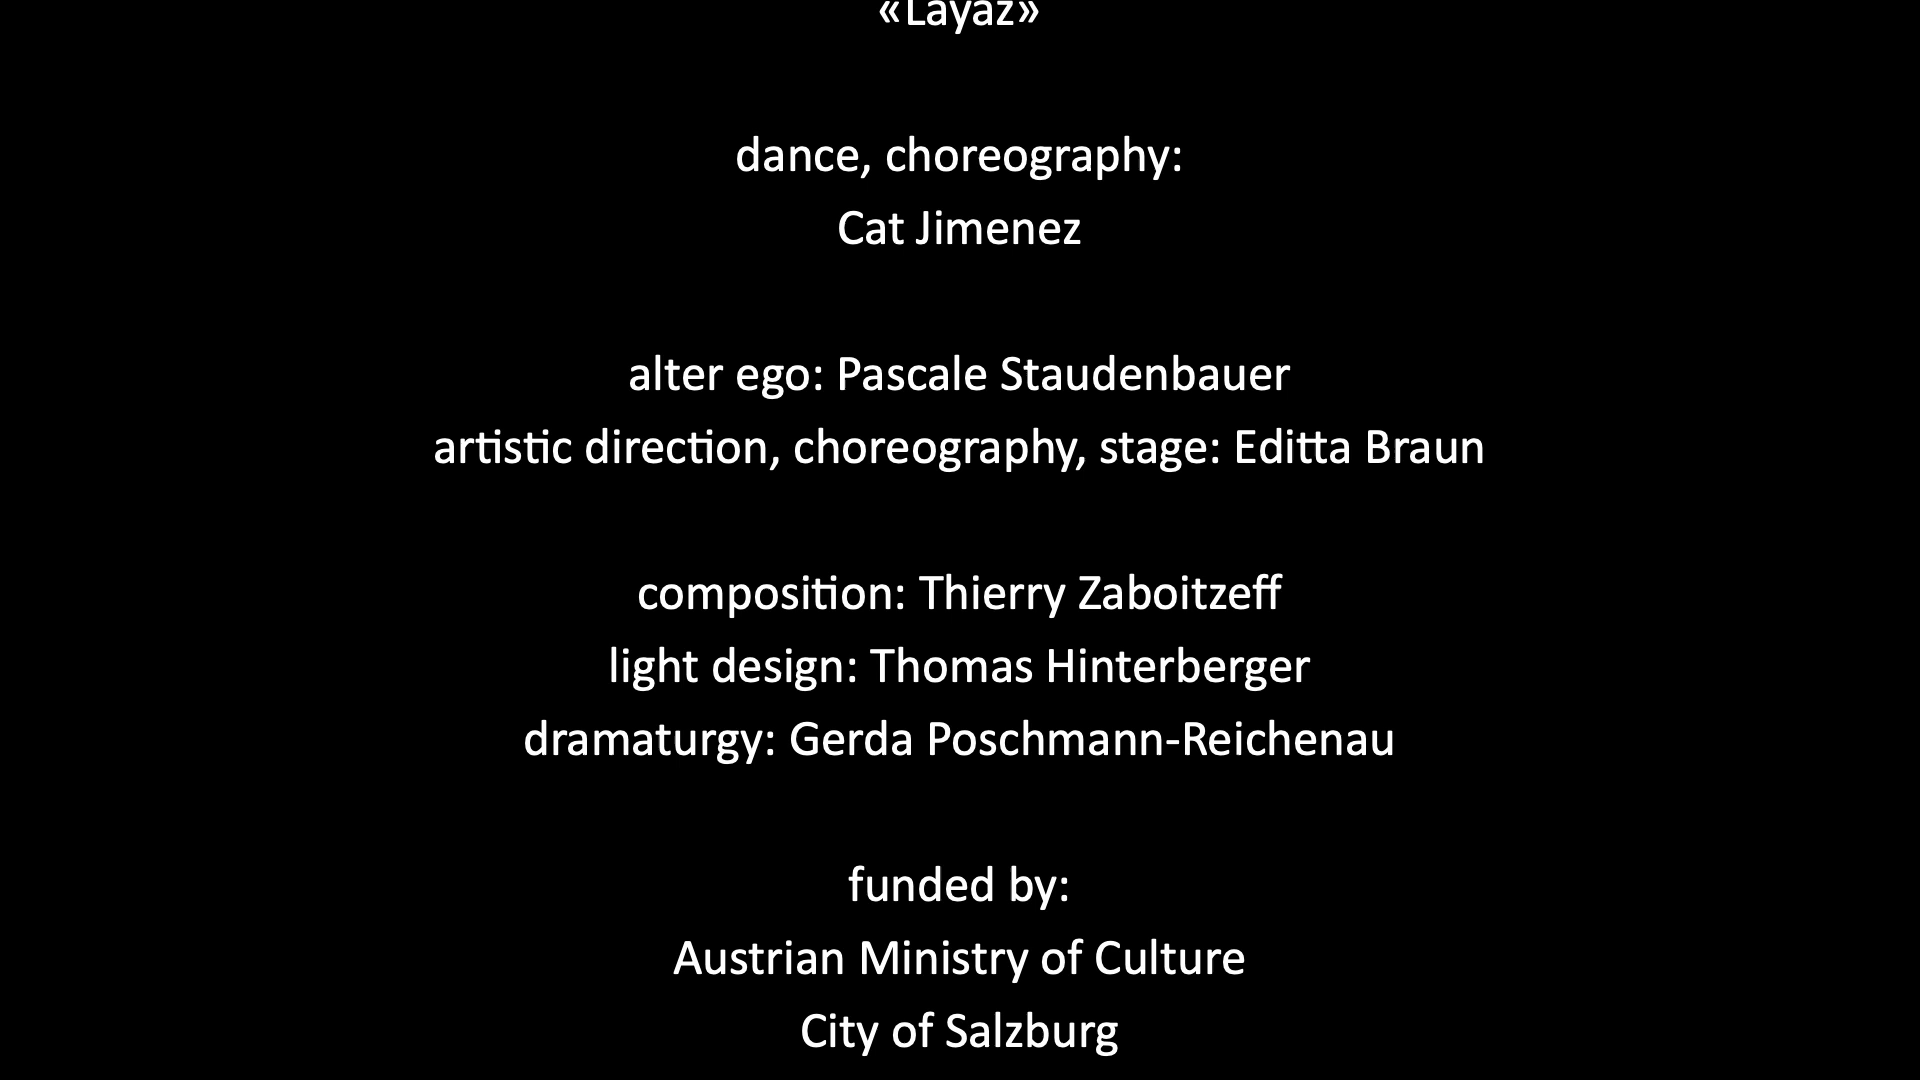 «Layaz»
dance, choreography:
Cat Jimenez
alter ego: Pascale Staudenbauer
artistic direction, choreography, stage: Editta Braun
composition: Thierry Zaboitzeff
light design: Thomas Hinterberger
dramaturgy: Gerda Poschmann-Reichenau
funded by:
Austrian Ministry of Culture
City of Salzburg